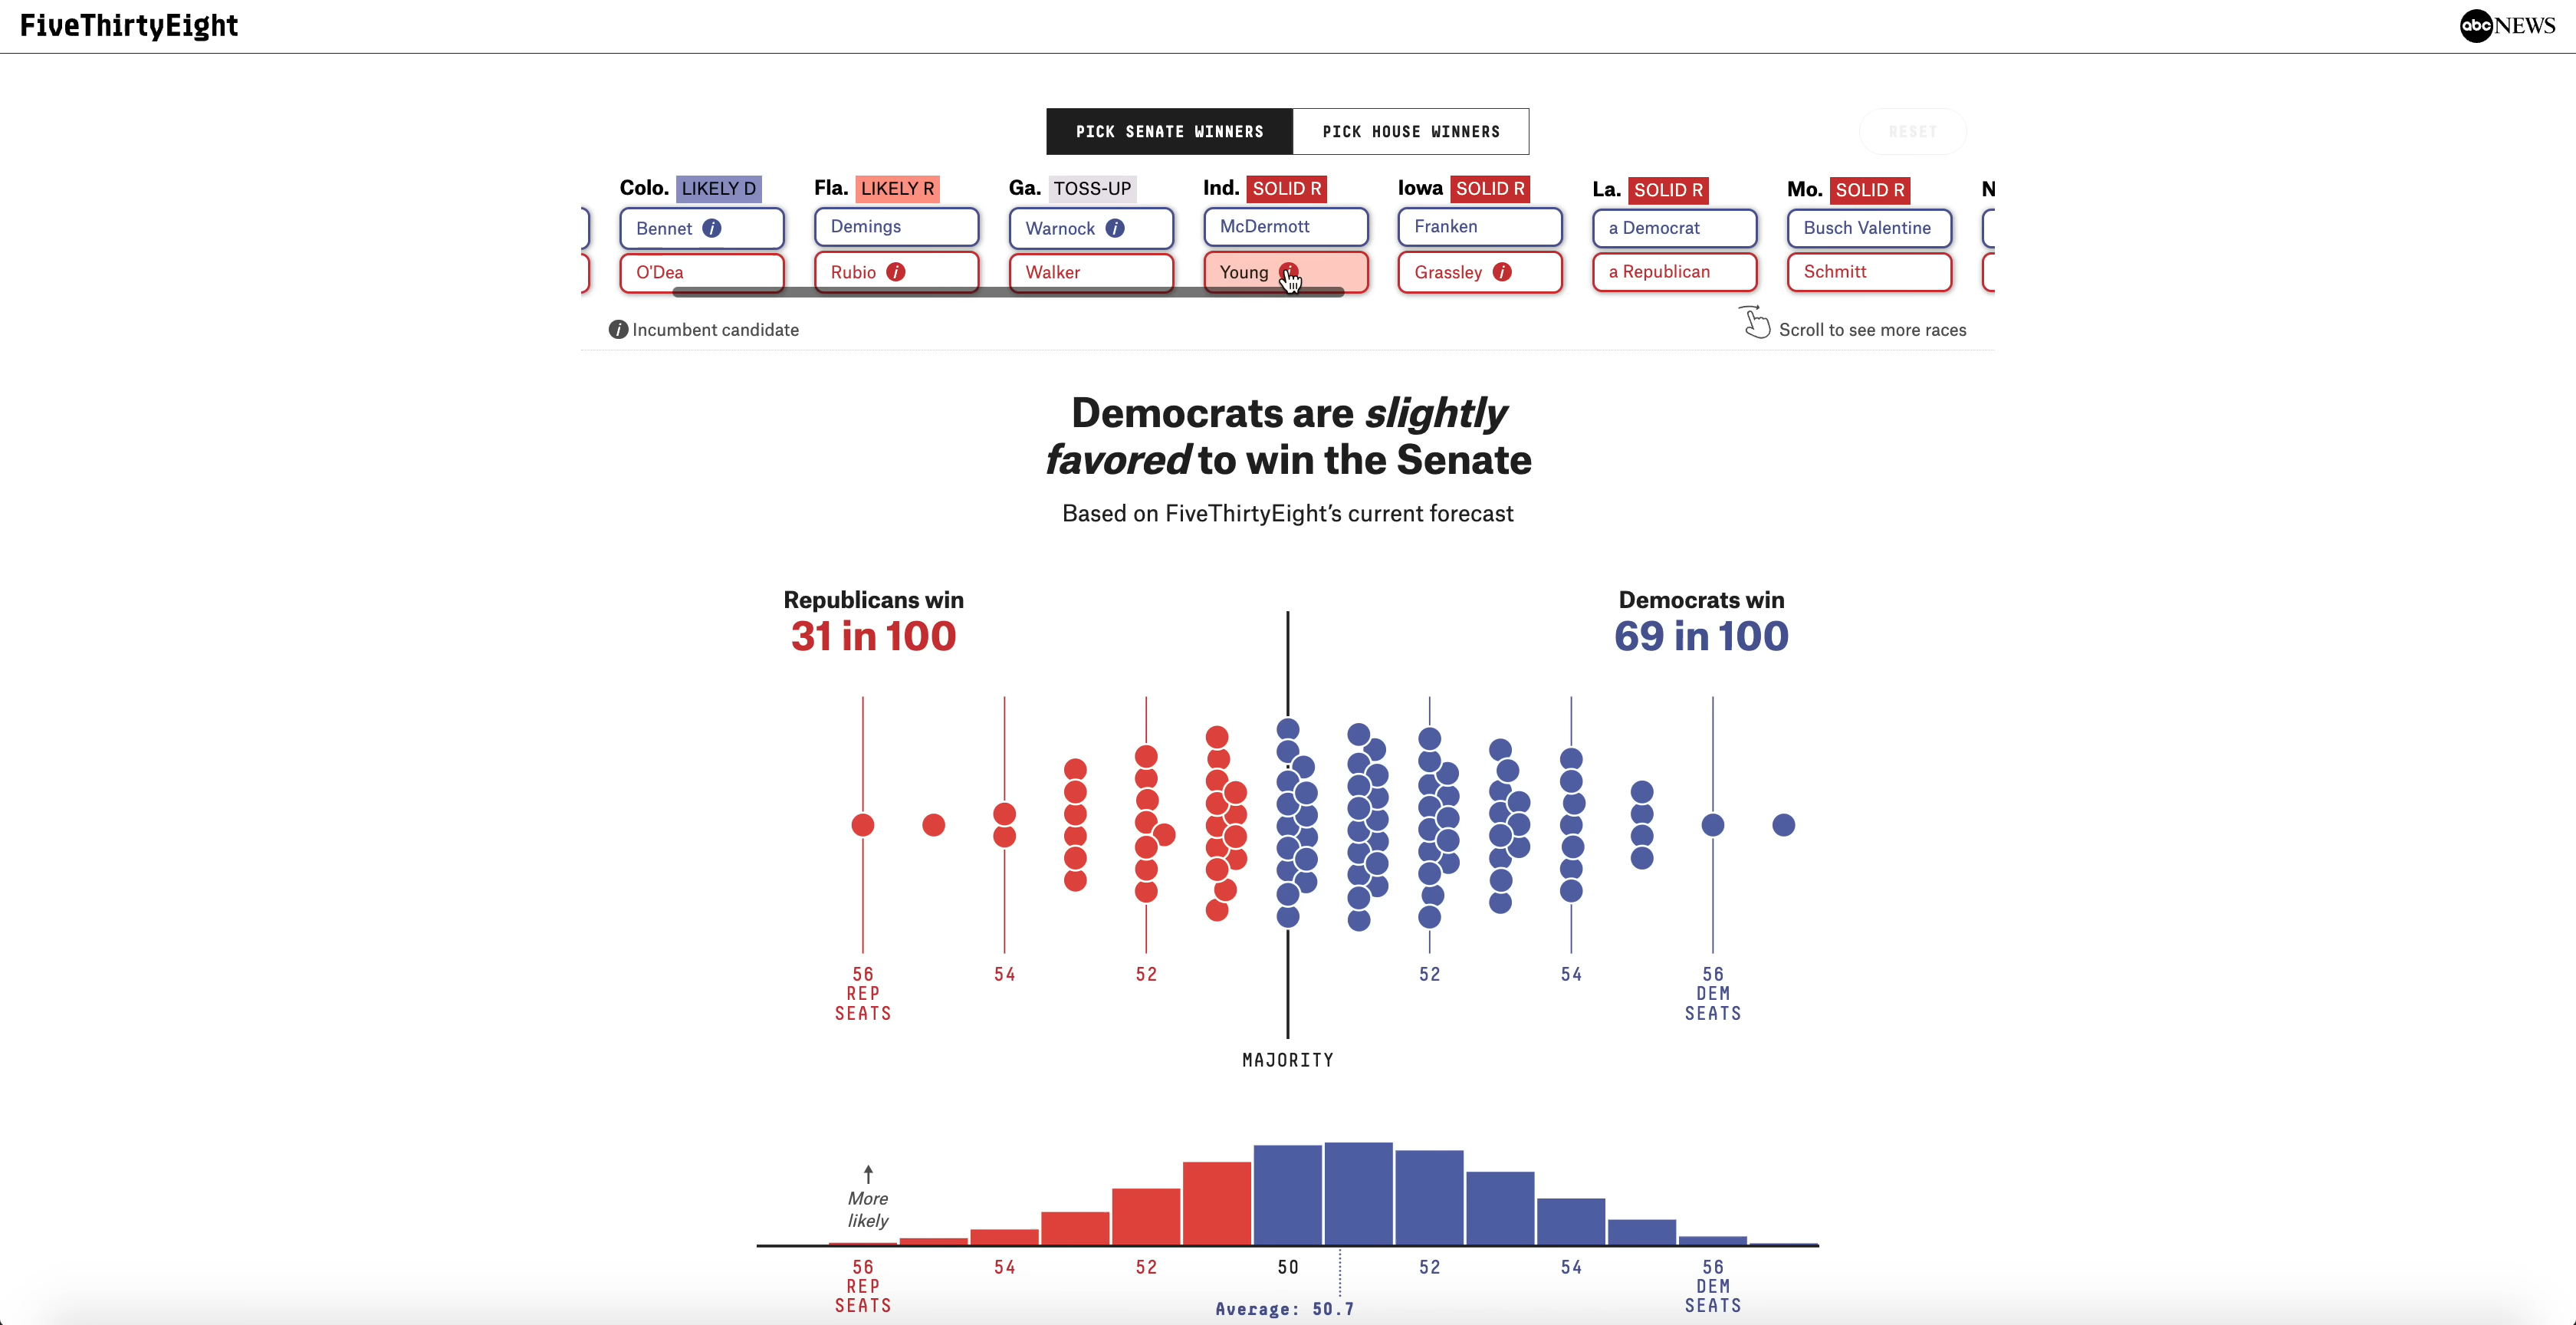 FiveThirtyEight
abc NEWS
PICK SENATE WINNERS PICK HOUSE WINNERS RESET
Colo. LIKELY D Fla. LIKELY R Ga. TOSS-UP Ind. SOLID R Iowa SOLID R La. SOLID R Mo. SOLID R N
Bennet i Demings Warnock i McDermott Franken a Democrat Busch Valentine
O'Dea Rubio i Walker Young Grassley i a Republican Schmitt
i Incumbent candidate Scroll to see more races
Democrats are slightly
favored to win the Senate
Based on FiveThirtyEight’s current forecast
Republicans win Democrats win
31 in 100 69 in 100
56 54 52 52 54 56
REP DEM
SEATS SEATS
MAJORITY
More
likely
56 54 52 50 52 54 56
REP DEM
SEATS SEATS
Average: 50.7